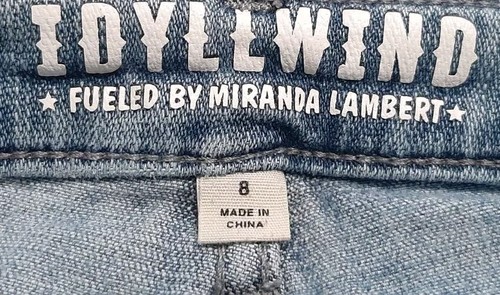 IDYLLWIND
★ FUELED BY MIRANDA LAMBERT ★
8
MADE IN
CHINA